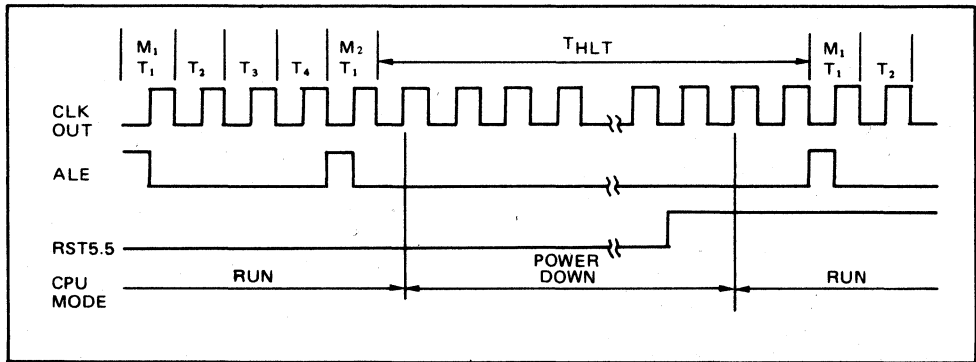 M₁ M₂ T_HLT M₁
T₁ T₂ T₃ T₄ T₁ T₁ T₂
CLK
OUT
ALE
RST5.5
POWER
RUN DOWN RUN
CPU
MODE